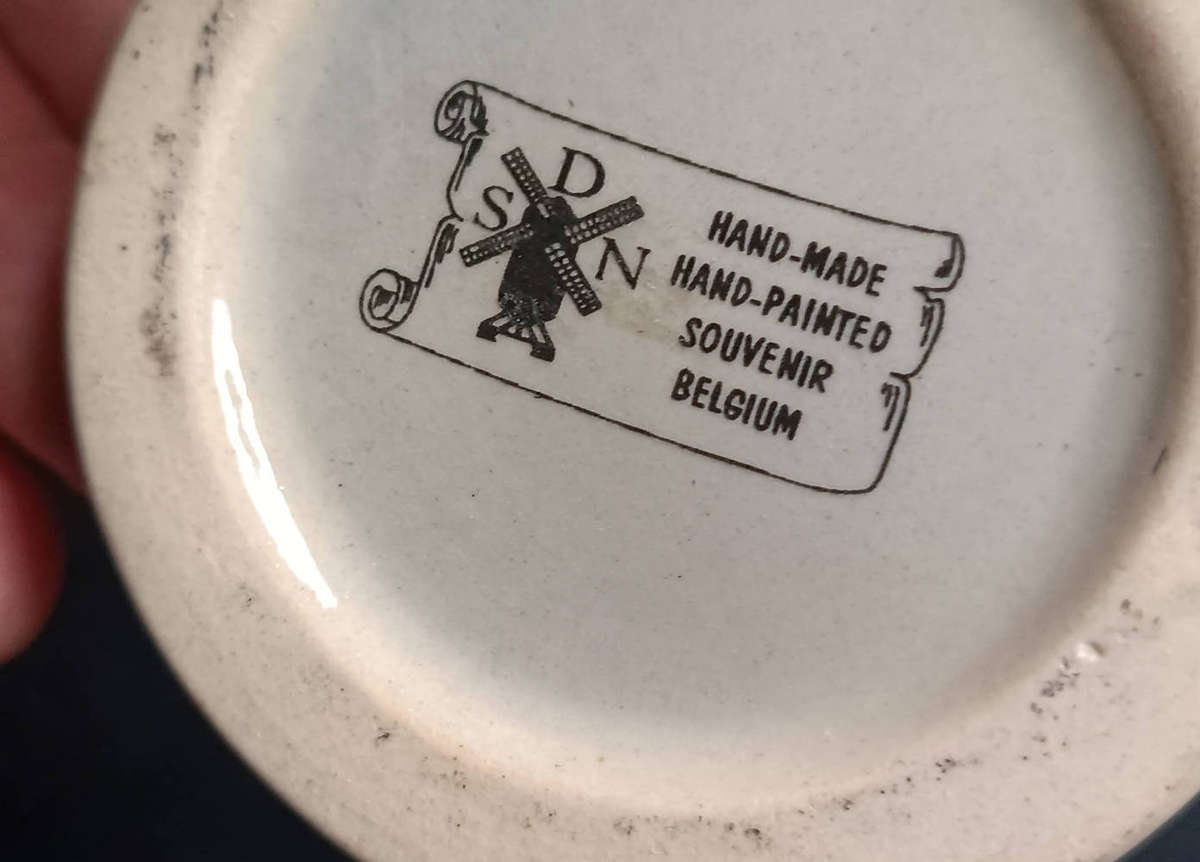 S D N
HAND-MADE
HAND-PAINTED
SOUVENIR
BELGIUM